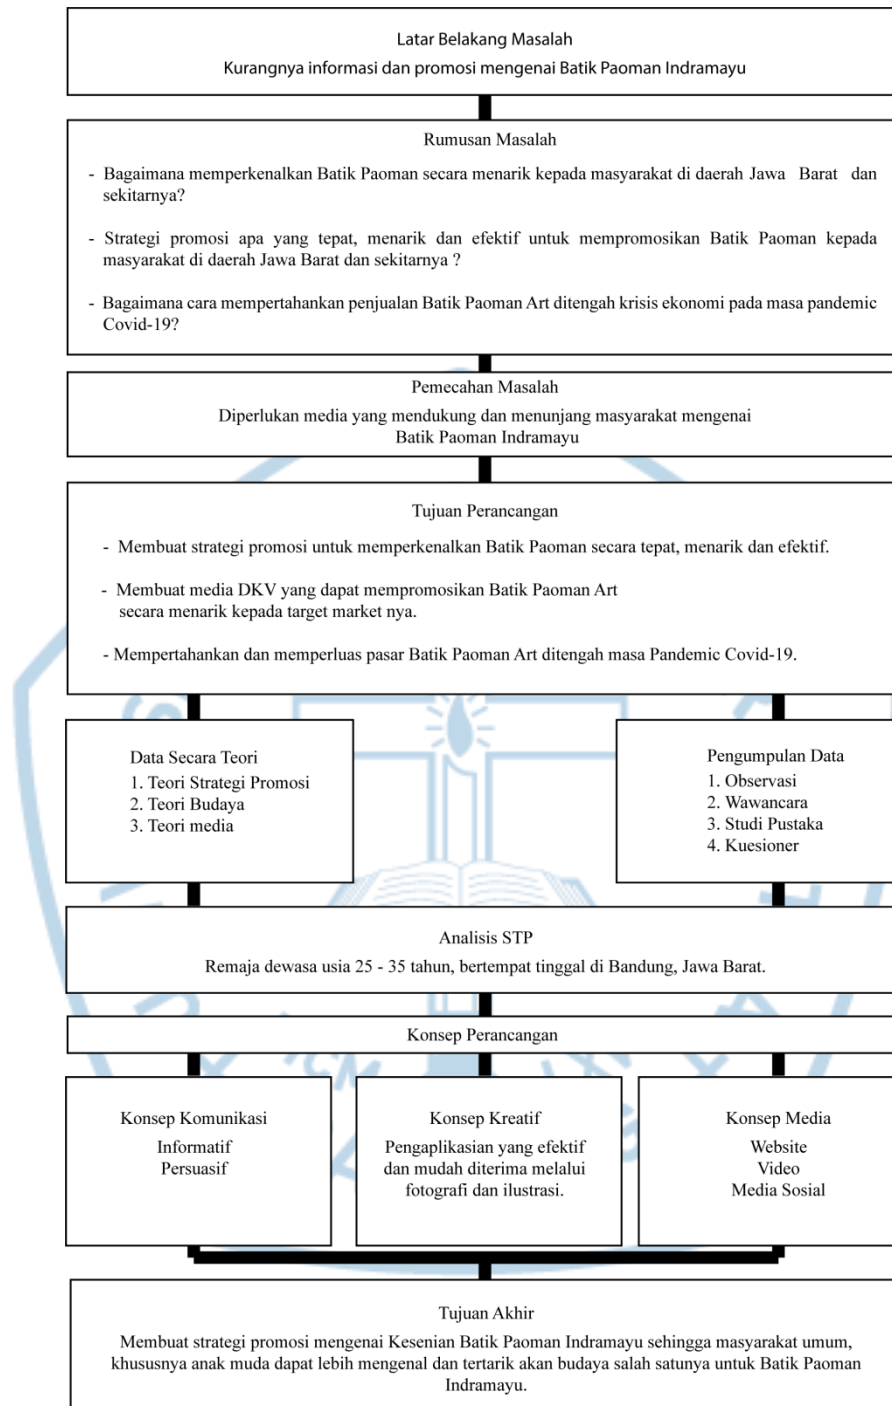 Latar Belakang Masalah
Kurangnya informasi dan promosi mengenai Batik Paoman Indramayu
Rumusan Masalah
- Bagaimana memperkenalkan Batik Paoman secara menarik kepada masyarakat di daerah Jawa Barat dan
sekitarnya?
- Strategi promosi apa yang tepat, menarik dan efektif untuk mempromosikan Batik Paoman kepada
masyarakat di daerah Jawa Barat dan sekitarnya ?
- Bagaimana cara mempertahankan penjualan Batik Paoman Art ditengah krisis ekonomi pada masa pandemic
Covid-19?
Pemecahan Masalah
Diperlukan media yang mendukung dan menunjang masyarakat mengenai
Batik Paoman Indramayu
Tujuan Perancangan
- Membuat strategi promosi untuk memperkenalkan Batik Paoman secara tepat, menarik dan efektif.
- Membuat media DKV yang dapat mempromosikan Batik Paoman Art
secara menarik kepada target market nya.
- Mempertahankan dan memperluas pasar Batik Paoman Art ditengah masa Pandemic Covid-19.
Data Secara Teori
1. Teori Strategi Promosi
2. Teori Budaya
3. Teori media
Pengumpulan Data
1. Observasi
2. Wawancara
3. Studi Pustaka
4. Kuesioner
Analisis STP
Remaja dewasa usia 25 - 35 tahun, bertempat tinggal di Bandung, Jawa Barat.
Konsep Perancangan
Konsep Komunikasi
Informatif
Persuasif
Konsep Kreatif
Pengaplikasian yang efektif
dan mudah diterima melalui
fotografi dan ilustrasi.
Konsep Media
Website
Video
Media Sosial
Tujuan Akhir
Membuat strategi promosi mengenai Kesenian Batik Paoman Indramayu sehingga masyarakat umum,
khususnya anak muda dapat lebih mengenal dan tertarik akan budaya salah satunya untuk Batik Paoman
Indramayu.